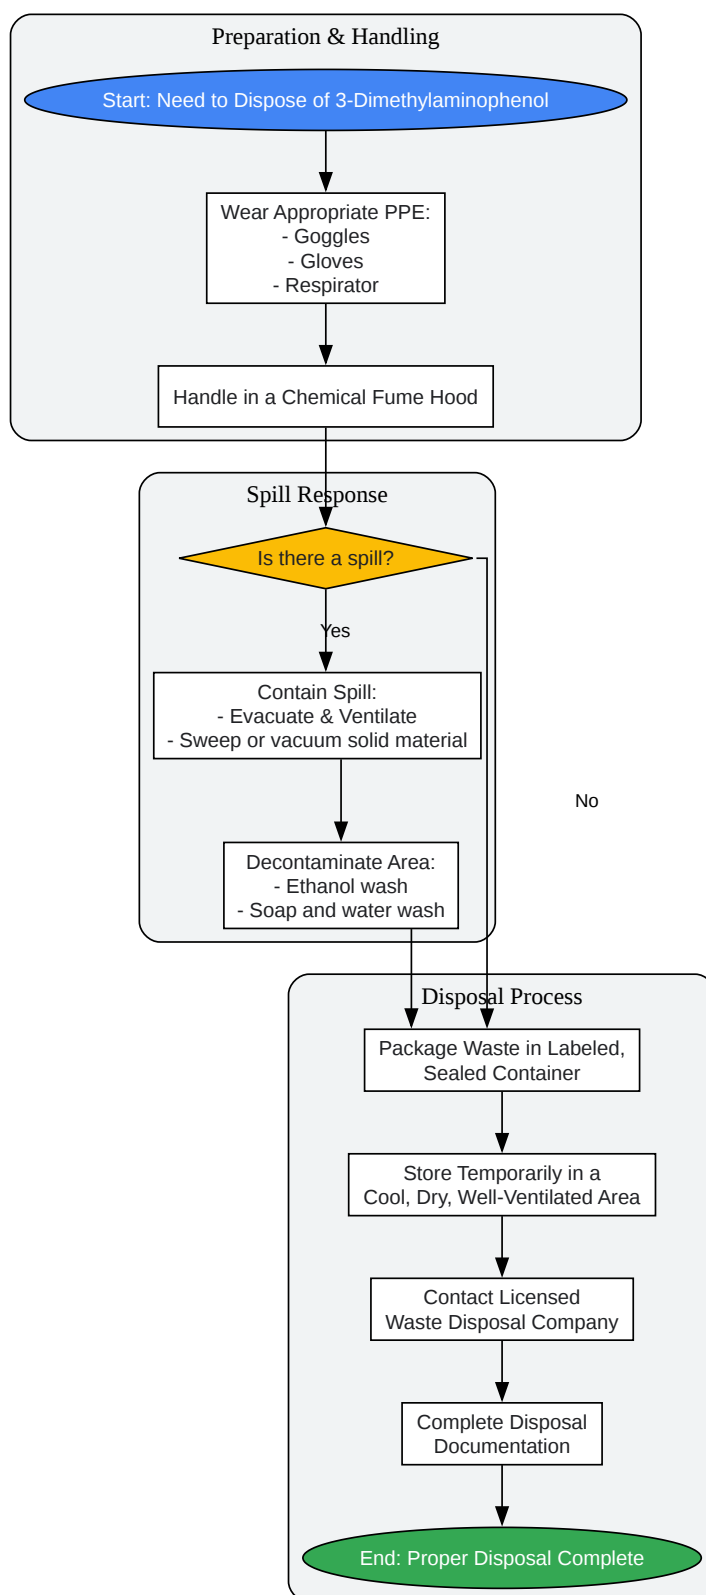 Preparation & Handling
Start: Need to Dispose of 3-Dimethylaminophenol
Wear Appropriate PPE:
- Goggles
- Gloves
- Respirator
Handle in a Chemical Fume Hood
Spill Response
Is there a spill?
Yes
Contain Spill:
- Evacuate & Ventilate
- Sweep or vacuum solid material
No
Decontaminate Area:
- Ethanol wash
- Soap and water wash
Disposal Process
Package Waste in Labeled,
Sealed Container
Store Temporarily in a
Cool, Dry, Well-Ventilated Area
Contact Licensed
Waste Disposal Company
Complete Disposal
Documentation
End: Proper Disposal Complete